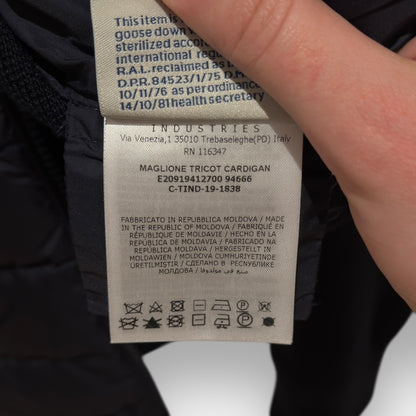 This item is
goose down
sterilized acco
international regu
R.A.L. reclaimed as
D.P.R. 84523/1/75 D.M.
10/11/76 as per ordinance
14/10/81 health secretary
INDUSTRIES
Via Venezia,1 35010 Trebaseleghe(PD) Italy
RN 116347
MAGLIONE TRICOT CARDIGAN
E20919412700 94666
C-TIND-19-1838
FABBRICATO IN REPUBBLICA MOLDOVA / MADE
IN THE REPUBLIC OF MOLDOVA / FABRIQUÉ EN
RÉPUBLIQUE DE MOLDAVIE / HECHO EN LA
REPÚBLICA DE MOLDAVIA / FABRICADO NA
REPÚBLICA MOLDOVA / HERGESTELLT IN
MOLDAWIEN / MOLDOVA CUMHURIYETINDE
ÜRETILMIŞTIR / СДЕЛАНО В РЕСПУБЛИКЕ
МОЛДОВА / صنع في مولدوفا